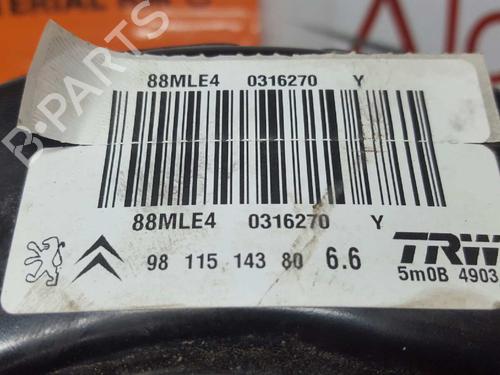 88MLE4 0316270 Y
88MLE4 0316270 Y
98 115 143 80 6.6
TRW
5m0B 4903
B-PARTS